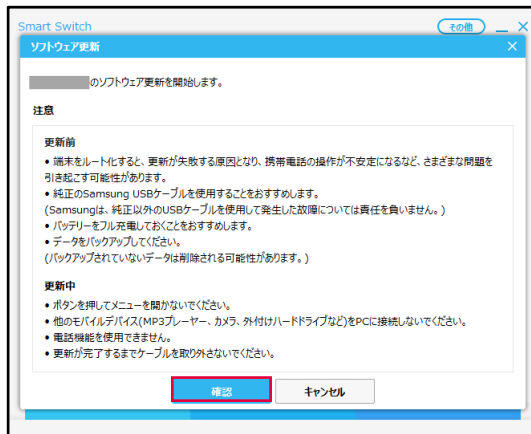 Smart Switch
その他
ソフトウェア更新
のソフトウェア更新を開始します。
注意
更新前
• 端末をルート化すると、更新が失敗する原因となり、携帯電話の操作が不安定になるなど、さまざまな問題を
引き起こす可能性があります。
• 純正のSamsung USBケーブルを使用することをおすすめします。
(Samsungは、純正以外のUSBケーブルを使用して発生した故障については責任を負いません。)
• バッテリーをフル充電しておくことをおすすめします。
• データをバックアップしてください。
(バックアップされていないデータは削除される可能性があります。)
更新中
• ボタンを押してメニューを開かないでください。
• 他のモバイルデバイス(MP3プレーヤー、カメラ、外付けハードドライブなど)をPCに接続しないでください。
• 電話機能を使用できません。
• 更新が完了するまでケーブルを取り外さないでください。
確認
キャンセル